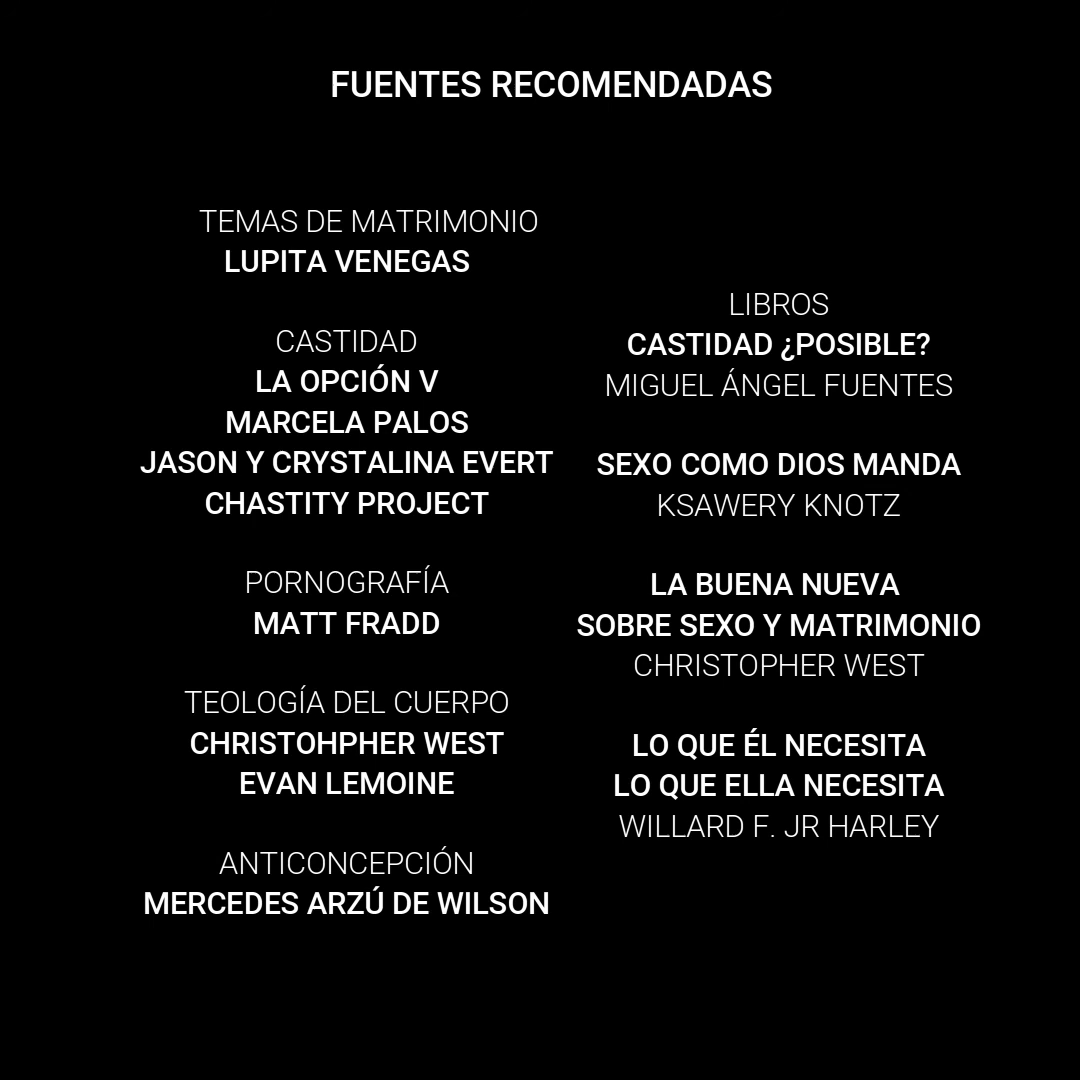 FUENTES RECOMENDADAS
TEMAS DE MATRIMONIO
LUPITA VENEGAS
CASTIDAD
LA OPCIÓN V
MARCELA PALOS
JASON Y CRYSTALINA EVERT
CHASTITY PROJECT
PORNOGRAFÍA
MATT FRADD
TEOLOGÍA DEL CUERPO
CHRISTOHPHER WEST
EVAN LEMOINE
ANTICONCEPCIÓN
MERCEDES ARZÚ DE WILSON
LIBROS
CASTIDAD ¿POSIBLE?
MIGUEL ÁNGEL FUENTES
SEXO COMO DIOS MANDA
KSAWERY KNOTZ
LA BUENA NUEVA
SOBRE SEXO Y MATRIMONIO
CHRISTOPHER WEST
LO QUE ÉL NECESITA
LO QUE ELLA NECESITA
WILLARD F. JR HARLEY